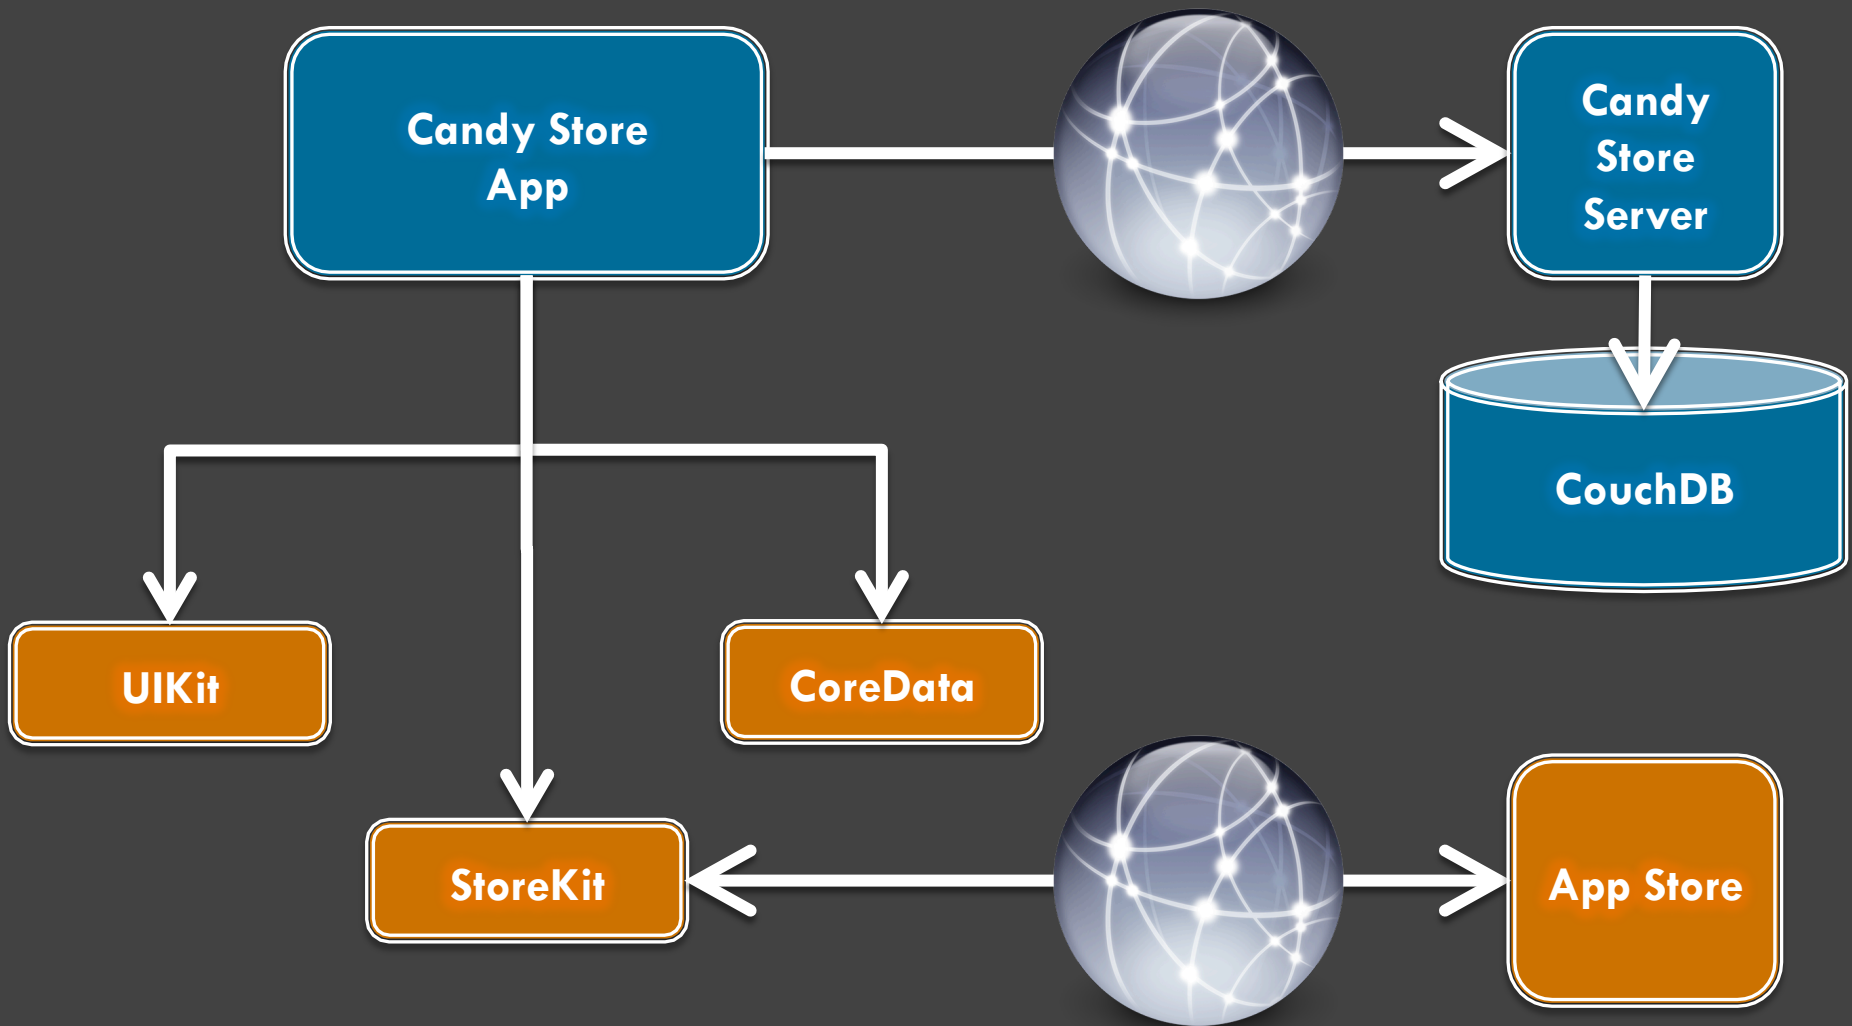 Candy Store
App
Candy
Store
Server
CouchDB
UIKit
CoreData
StoreKit
App Store